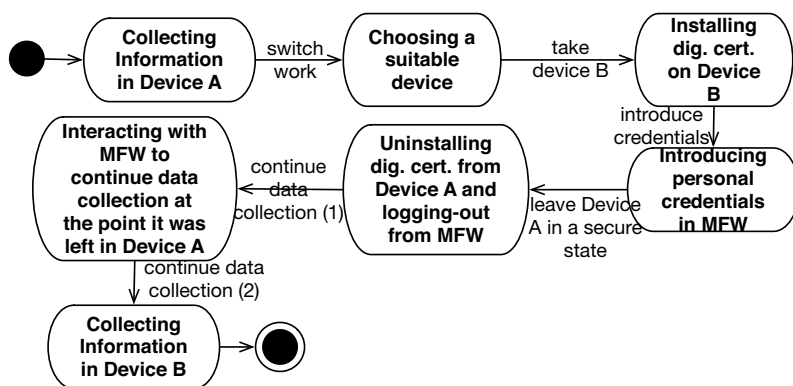 Collecting
Information
in Device A
switch
work
Choosing a
suitable
device
take
device B
Installing
dig. cert.
on Device
B
introduce
credentials
Introducing
personal
credentials
in MFW
leave Device
A in a secure
state
Uninstalling
dig. cert. from
Device A and
logging-out
from MFW
continue
data
collection (1)
Interacting with
MFW to
continue data
collection at
the point it was
left in Device A
continue data
collection (2)
Collecting
Information
in Device B